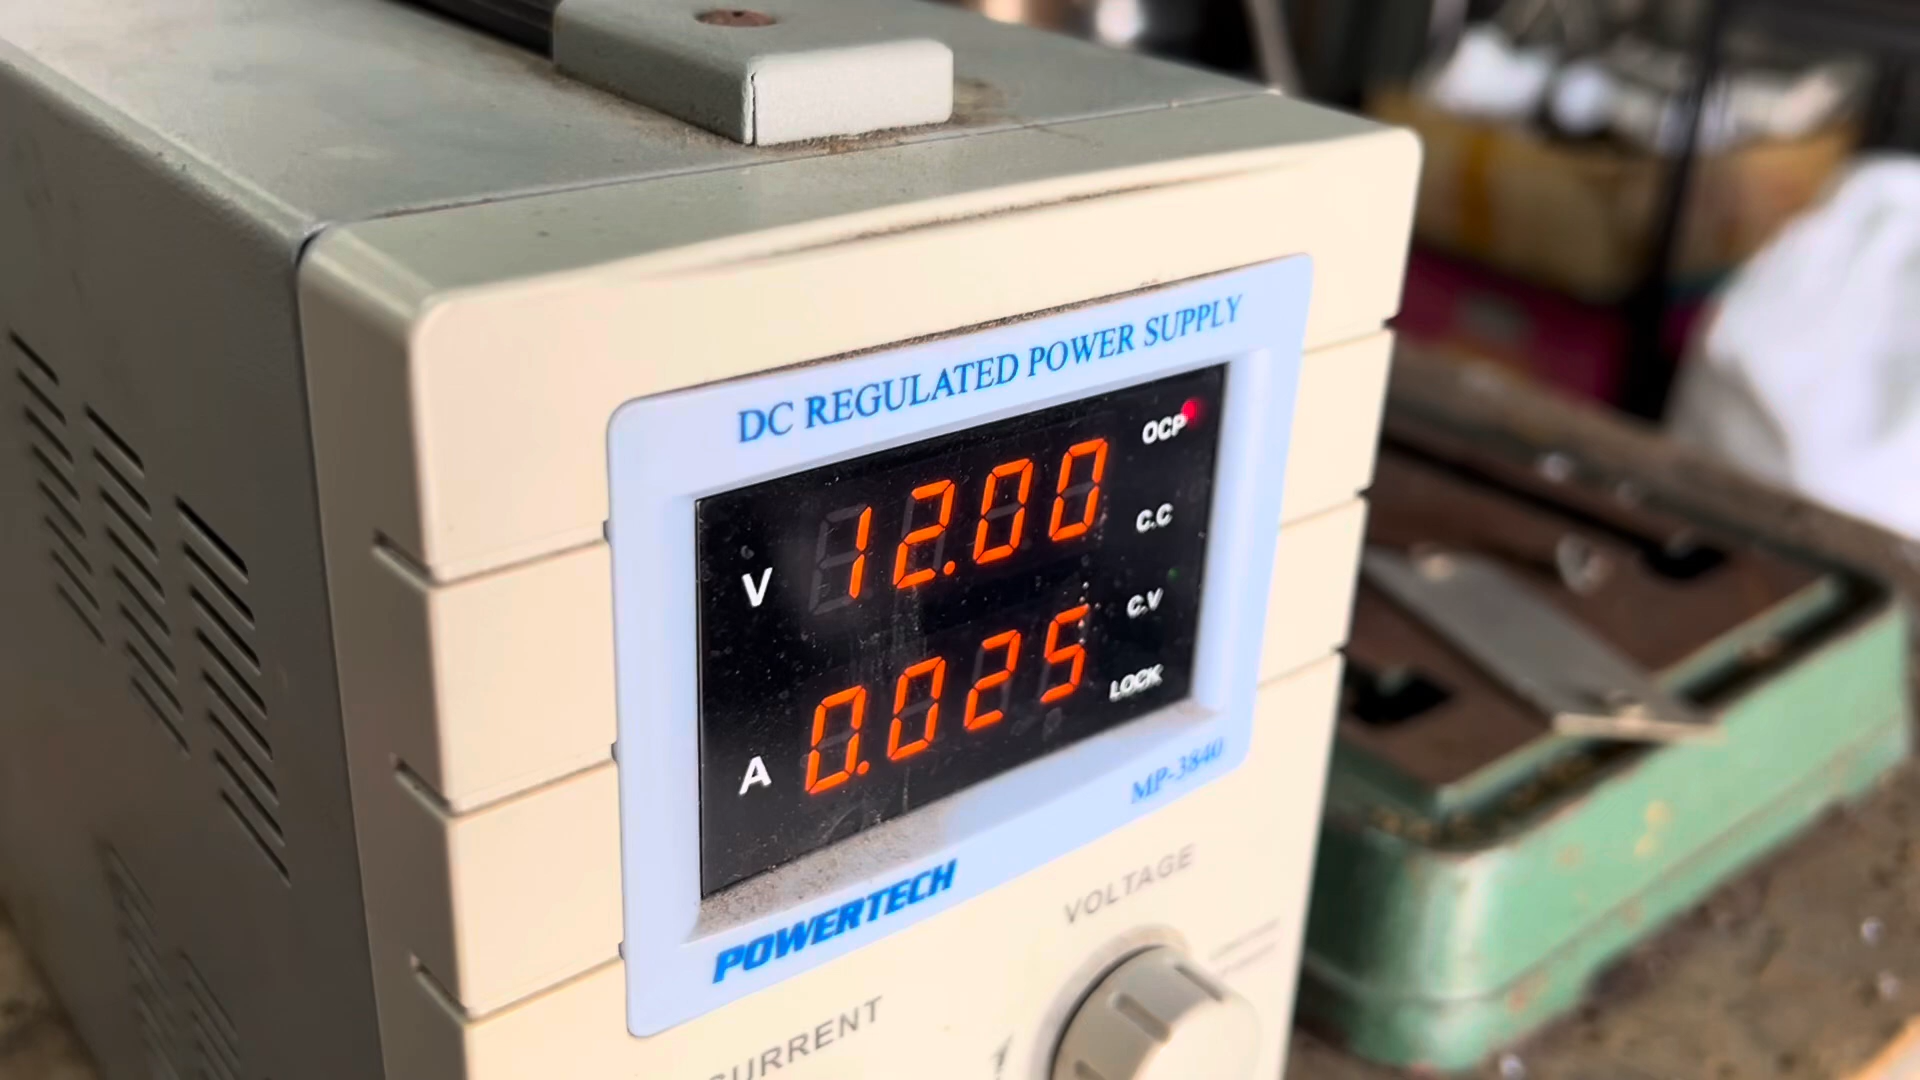 DC REGULATED POWER SUPPLY
OCP
V 12.00
C.C
C.V
A 0.025
LOCK
MP-3840
POWERTECH
VOLTAGE
CURRENT